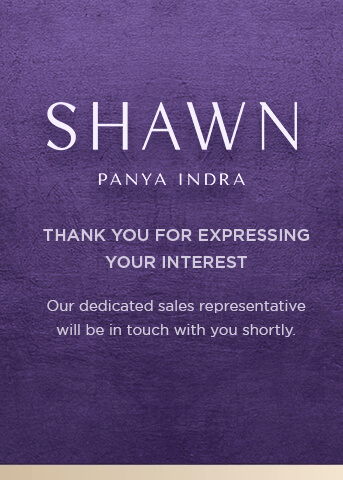 SHAWN
PANYA INDRA
THANK YOU FOR EXPRESSING
YOUR INTEREST
Our dedicated sales representative
will be in touch with you shortly.